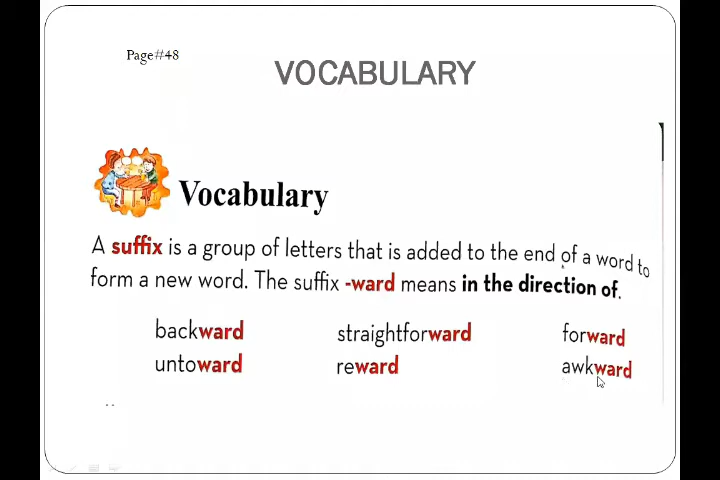 Page#48
VOCABULARY
Vocabulary
A suffix is a group of letters that is added to the end of a word to
form a new word. The suffix -ward means in the direction of.
backward straightforward forward
untoward reward awkward